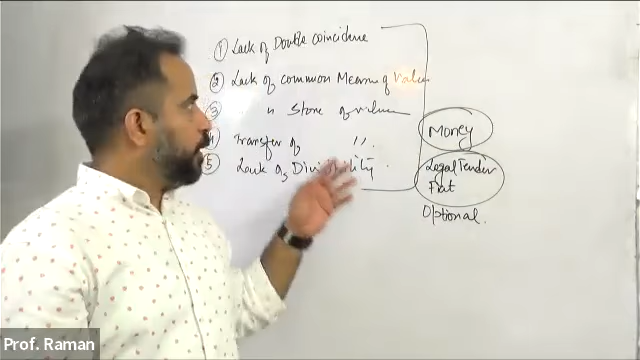 ① Lack of Double coincidence
② Lack of common Means of Value
③ " Store of value
④ Transfer of ".
⑤ Lack of Divisibility.
Money
Legal Tender
Fiat
Optional.
Prof. Raman